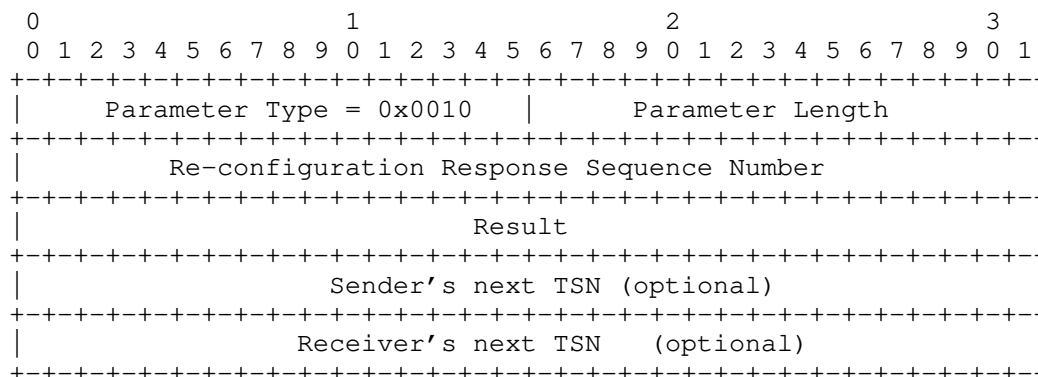 0                   1                   2                   3
0 1 2 3 4 5 6 7 8 9 0 1 2 3 4 5 6 7 8 9 0 1 2 3 4 5 6 7 8 9 0 1
+-+-+-+-+-+-+-+-+-+-+-+-+-+-+-+-+-+-+-+-+-+-+-+-+-+-+-+-+-+-+-+-
| Parameter Type = 0x0010 | Parameter Length
+-+-+-+-+-+-+-+-+-+-+-+-+-+-+-+-+-+-+-+-+-+-+-+-+-+-+-+-+-+-+-+-
| Re-configuration Response Sequence Number
+-+-+-+-+-+-+-+-+-+-+-+-+-+-+-+-+-+-+-+-+-+-+-+-+-+-+-+-+-+-+-+-
| Result
+-+-+-+-+-+-+-+-+-+-+-+-+-+-+-+-+-+-+-+-+-+-+-+-+-+-+-+-+-+-+-+-
| Sender's next TSN (optional)
+-+-+-+-+-+-+-+-+-+-+-+-+-+-+-+-+-+-+-+-+-+-+-+-+-+-+-+-+-+-+-+-
| Receiver's next TSN (optional)
+-+-+-+-+-+-+-+-+-+-+-+-+-+-+-+-+-+-+-+-+-+-+-+-+-+-+-+-+-+-+-+-